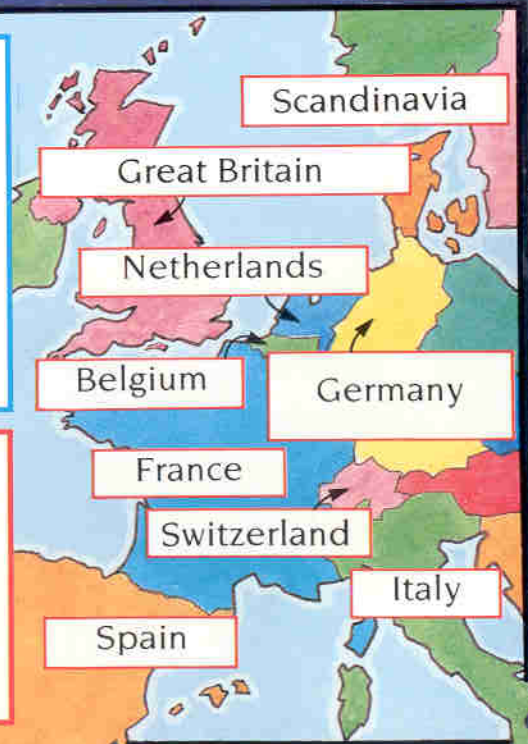 Scandinavia
Great Britain
Netherlands
Belgium
Germany
France
Switzerland
Italy
Spain